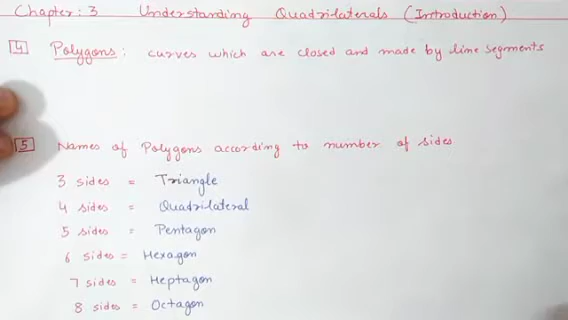 Chapter: 3 Understanding Quadrilaterals (Introduction)
4 Polygons: curves which are closed and made by line segments
5 Names of Polygons according to number of sides
3 sides = Triangle
4 sides = Quadrilateral
5 sides = Pentagon
6 sides = Hexagon
7 sides = Heptagon
8 sides = Octagon